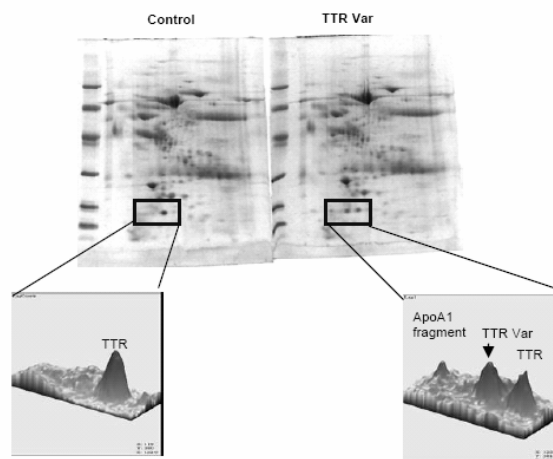 Control
TTR Var
TTR
ApoA1
fragment
TTR Var
TTR